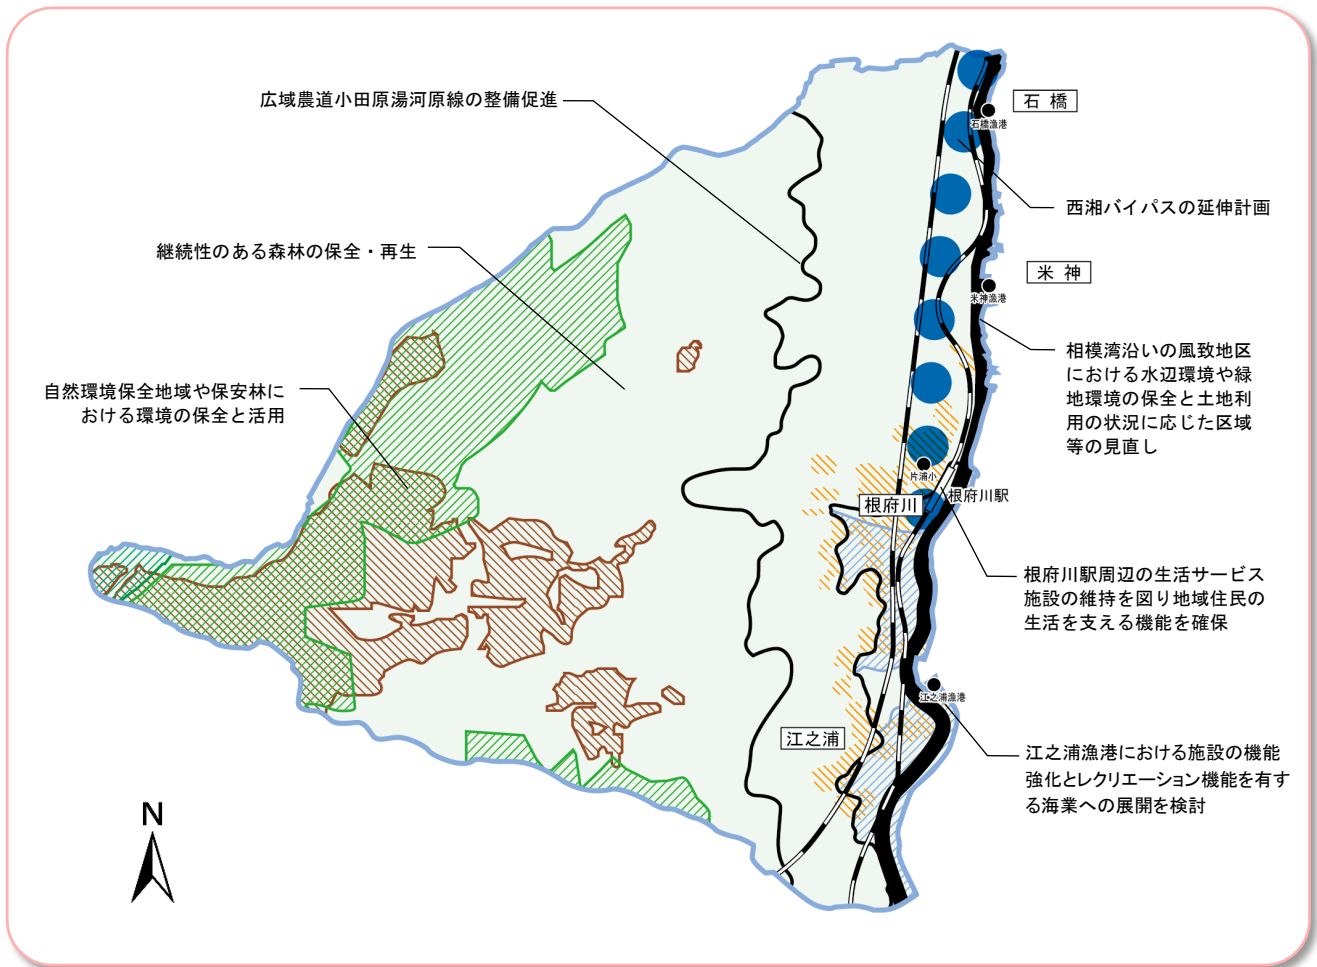 広域農道小田原湯河原線の整備促進
石橋
石橋漁港
西湘バイパスの延伸計画
継続性のある森林の保全・再生
米神
米神漁港
相模湾沿いの風致地区
における水辺環境や緑
地環境の保全と土地利
用の状況に応じた区域
等の見直し
自然環境保全地域や保安林に
おける環境の保全と活用
片浦小
根府川
根府川駅
根府川駅周辺の生活サービス
施設の維持を図り地域住民の
生活を支える機能を確保
江之浦漁港
江之浦
江之浦漁港における施設の機能
強化とレクリエーション機能を有す
る海業への展開を検討
N